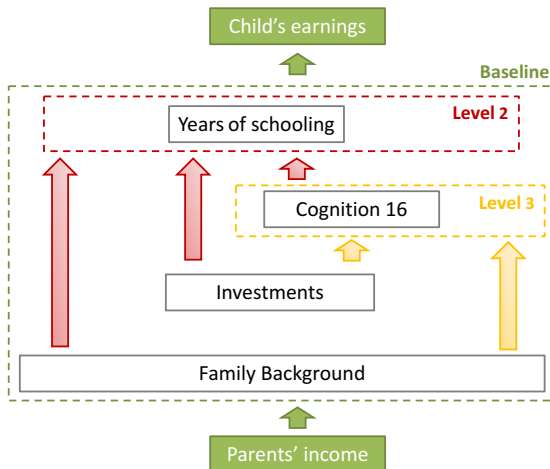 Child’s earnings
Baseline
Level 2
Years of schooling
Level 3
Cognition 16
Investments
Family Background
Parents’ income